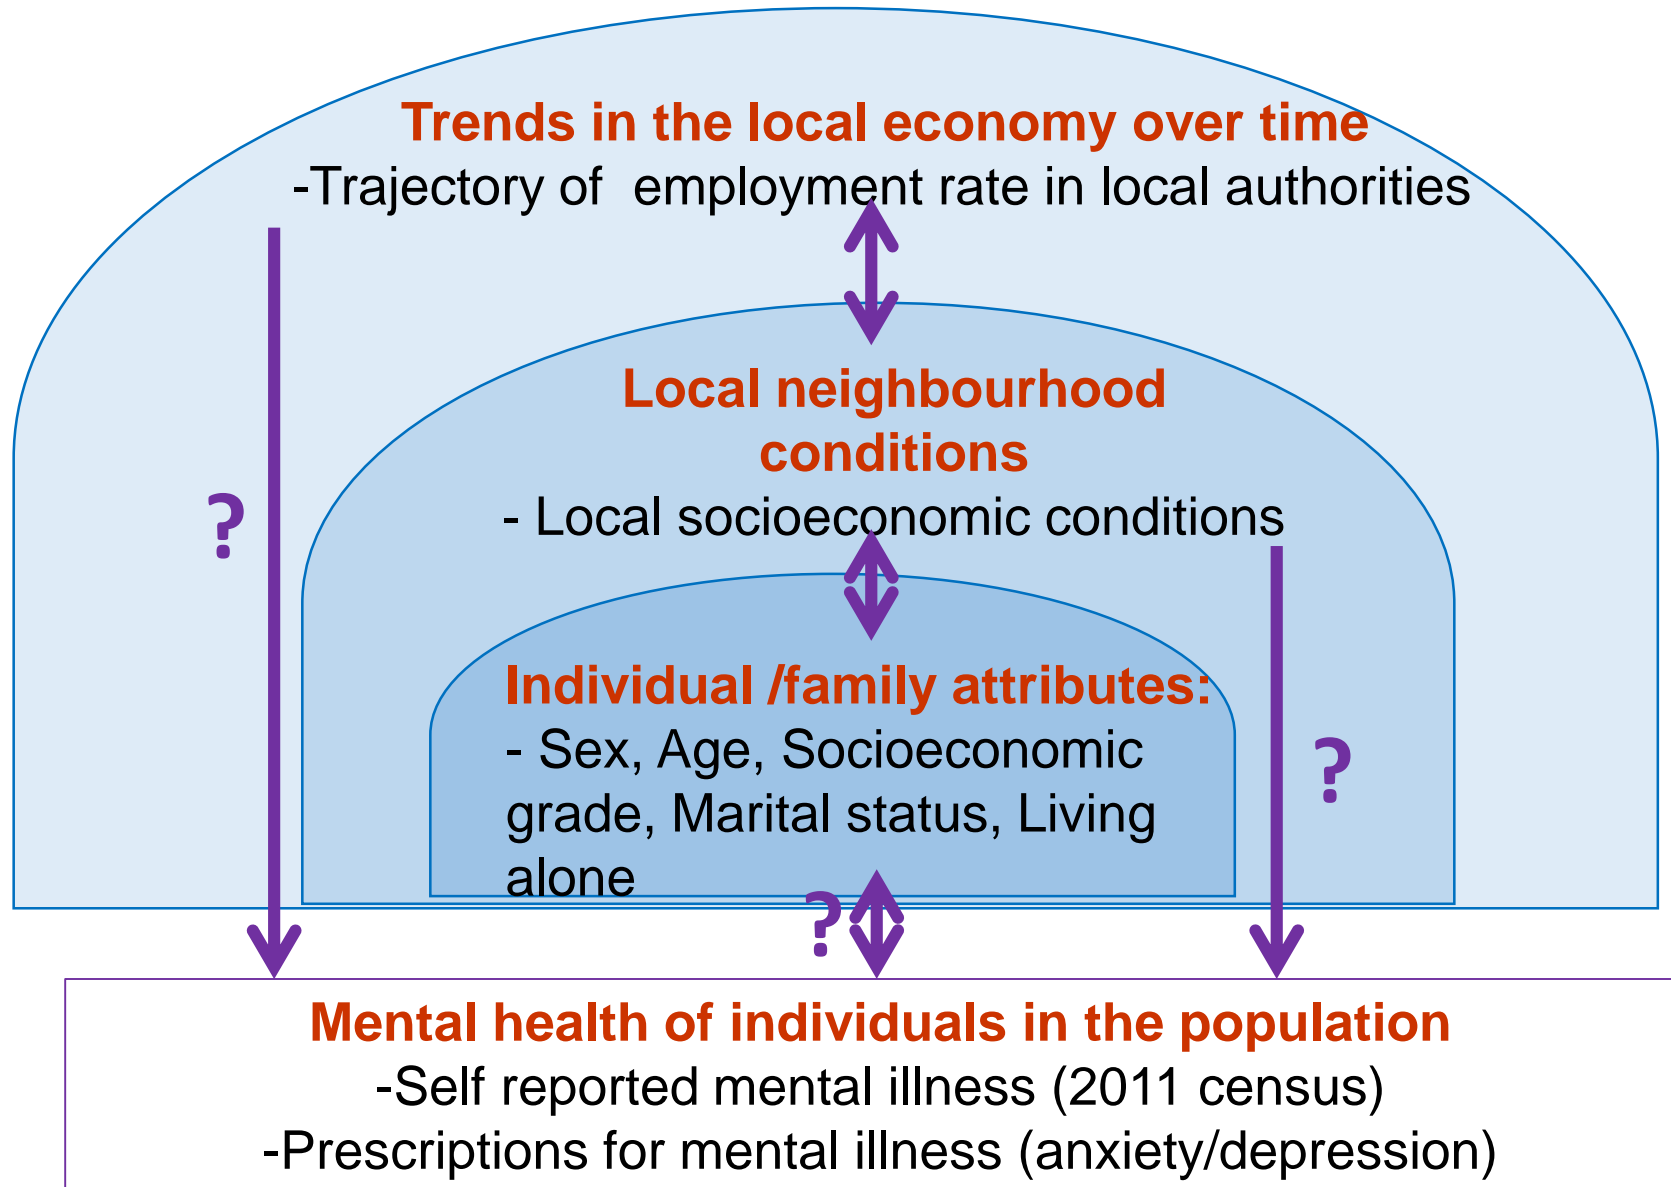 Trends in the local economy over time
-Trajectory of  employment rate in local authorities
Local neighbourhood
conditions
- Local socioeconomic conditions
?
Individual /family attributes:
- Sex, Age, Socioeconomic
grade, Marital status, Living
alone
?
?
Mental health of individuals in the population
-Self reported mental illness (2011 census)
-Prescriptions for mental illness (anxiety/depression)